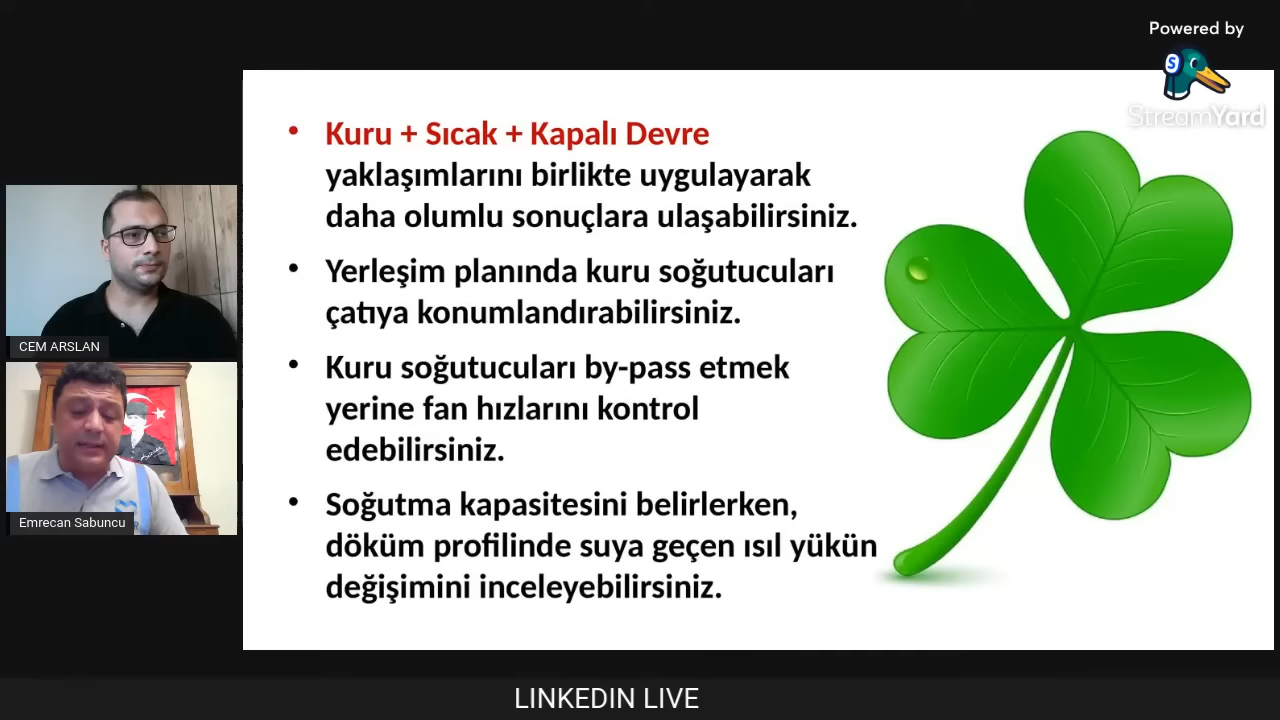 Powered by
StreamYard
• Kuru + Sıcak + Kapalı Devre
yaklaşımlarını birlikte uygulayarak
daha olumlu sonuçlara ulaşabilirsiniz.
• Yerleşim planında kuru soğutucuları
çatıya konumlandırabilirsiniz.
• Kuru soğutucuları by-pass etmek
yerine fan hızlarını kontrol
edebilirsiniz.
• Soğutma kapasitesini belirlerken,
döküm profilinde suya geçen ısıl yükün
değişimini inceleyebilirsiniz.
CEM ARSLAN
Emrecan Sabuncu
LINKEDIN LIVE